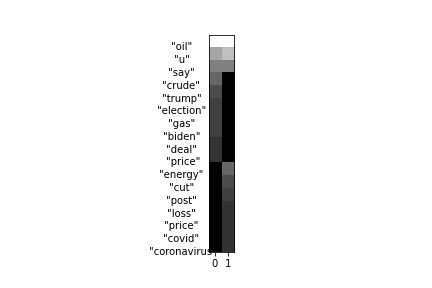 "oil"
"u"
"say"
"crude"
"trump"
"election"
"gas"
"biden"
"deal"
"price"
"energy"
"cut"
"post"
"loss"
"price"
"covid"
"coronavirus
0 1